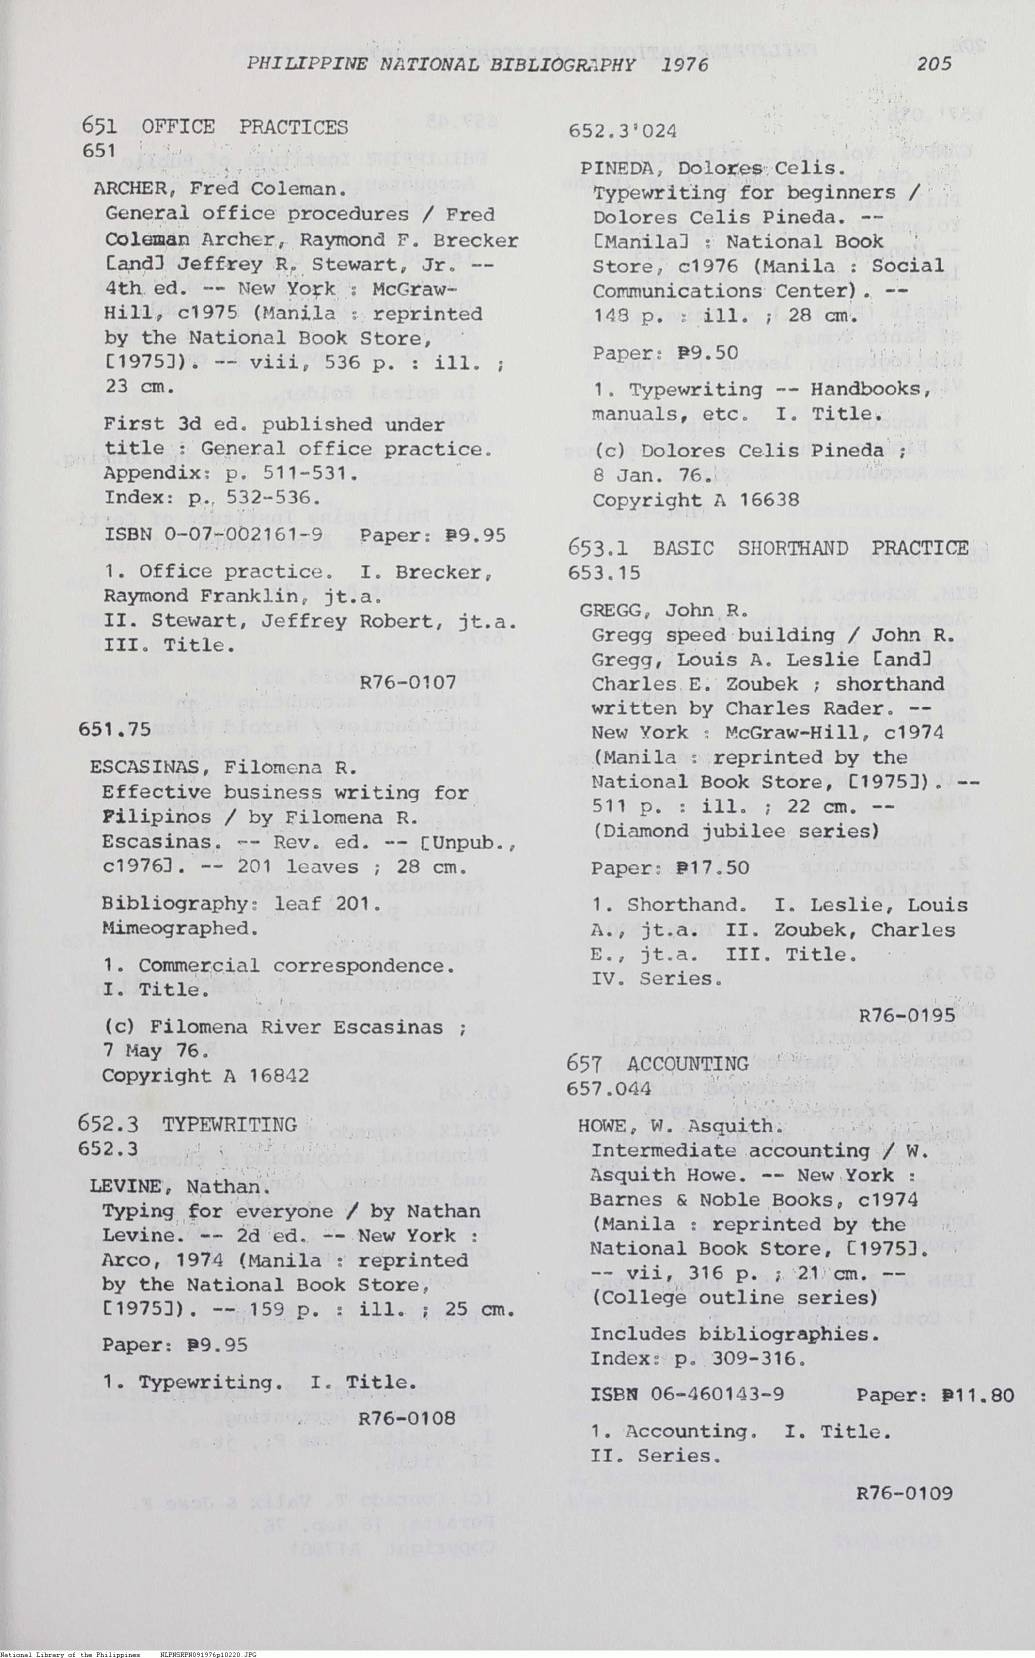 PHILIPPINE NATIONAL BIBLIOGRAPHY 1976 205
651 OFFICE PRACTICES
651
ARCHER, Fred Coleman.
General office procedures / Fred
Coleman Archer, Raymond F. Brecker
[and] Jeffrey R. Stewart, Jr. --
4th ed. -- New York : McGraw-
Hill, c1975 (Manila : reprinted
by the National Book Store,
[1975]). -- viii, 536 p. : ill. ;
23 cm.
First 3d ed. published under
title : General office practice.
Appendix: p. 511-531.
Index: p. 532-536.
ISBN 0-07-002161-9 Paper: ₱9.95
1. Office practice. I. Brecker,
Raymond Franklin, jt.a.
II. Stewart, Jeffrey Robert, jt.a.
III. Title.
R76-0107
651.75
ESCASINAS, Filomena R.
Effective business writing for
Filipinos / by Filomena R.
Escasinas. -- Rev. ed. -- [Unpub.,
c1976]. -- 201 leaves ; 28 cm.
Bibliography: leaf 201.
Mimeographed.
1. Commercial correspondence.
I. Title.
(c) Filomena River Escasinas ;
7 May 76.
Copyright A 16842
652.3 TYPEWRITING
652.3
LEVINE, Nathan.
Typing for everyone / by Nathan
Levine. -- 2d ed. -- New York :
Arco, 1974 (Manila : reprinted
by the National Book Store,
[1975]). -- 159 p. : ill. ; 25 cm.
Paper: ₱9.95
1. Typewriting. I. Title.
R76-0108
652.3'024
PINEDA, Dolores Celis.
Typewriting for beginners /
Dolores Celis Pineda. --
[Manila] : National Book
Store, c1976 (Manila : Social
Communications Center). --
148 p. : ill. ; 28 cm.
Paper: ₱9.50
1. Typewriting -- Handbooks,
manuals, etc. I. Title.
(c) Dolores Celis Pineda ;
8 Jan. 76.
Copyright A 16638
653.1 BASIC SHORTHAND PRACTICE
653.15
GREGG, John R.
Gregg speed building / John R.
Gregg, Louis A. Leslie [and]
Charles E. Zoubek ; shorthand
written by Charles Rader. --
New York : McGraw-Hill, c1974
(Manila : reprinted by the
National Book Store, [1975]). --
511 p. : ill. ; 22 cm. --
(Diamond jubilee series)
Paper: ₱17.50
1. Shorthand. I. Leslie, Louis
A., jt.a. II. Zoubek, Charles
E., jt.a. III. Title.
IV. Series.
R76-0195
657 ACCOUNTING
657.044
HOWE, W. Asquith.
Intermediate accounting / W.
Asquith Howe. -- New York :
Barnes & Noble Books, c1974
(Manila : reprinted by the
National Book Store, [1975].
-- vii, 316 p. ; 21 cm. --
(College outline series)
Includes bibliographies.
Index: p. 309-316.
ISBN 06-460143-9 Paper: ₱11.80
1. Accounting. I. Title.
II. Series.
R76-0109
National Library of the Philippines NLPNSRPN091976p10220.JPG